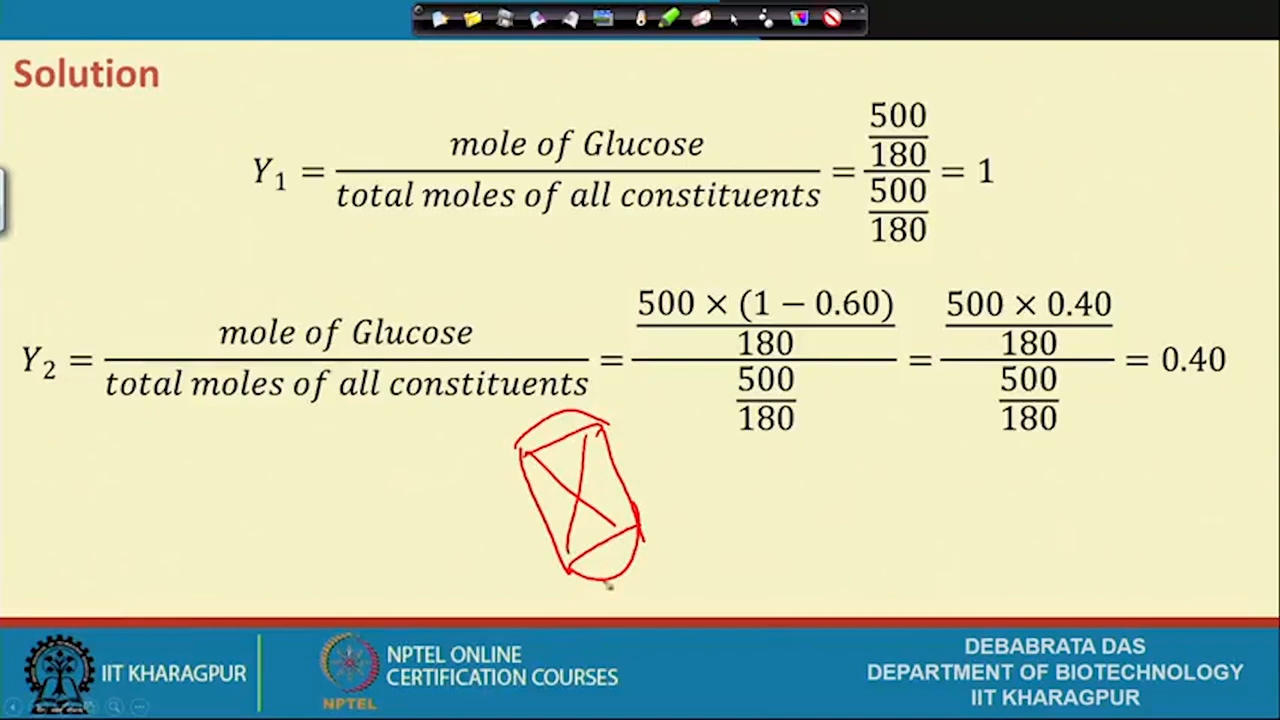 Solution
Y₁ = mole of Glucose / total moles of all constituents = (500/180) / (500/180) = 1
Y₂ = mole of Glucose / total moles of all constituents = (500 × (1 − 0.60)/180) / (500/180) = (500 × 0.40/180) / (500/180) = 0.40
IIT KHARAGPUR
NPTEL
NPTEL ONLINE
CERTIFICATION COURSES
DEBABRATA DAS
DEPARTMENT OF BIOTECHNOLOGY
IIT KHARAGPUR